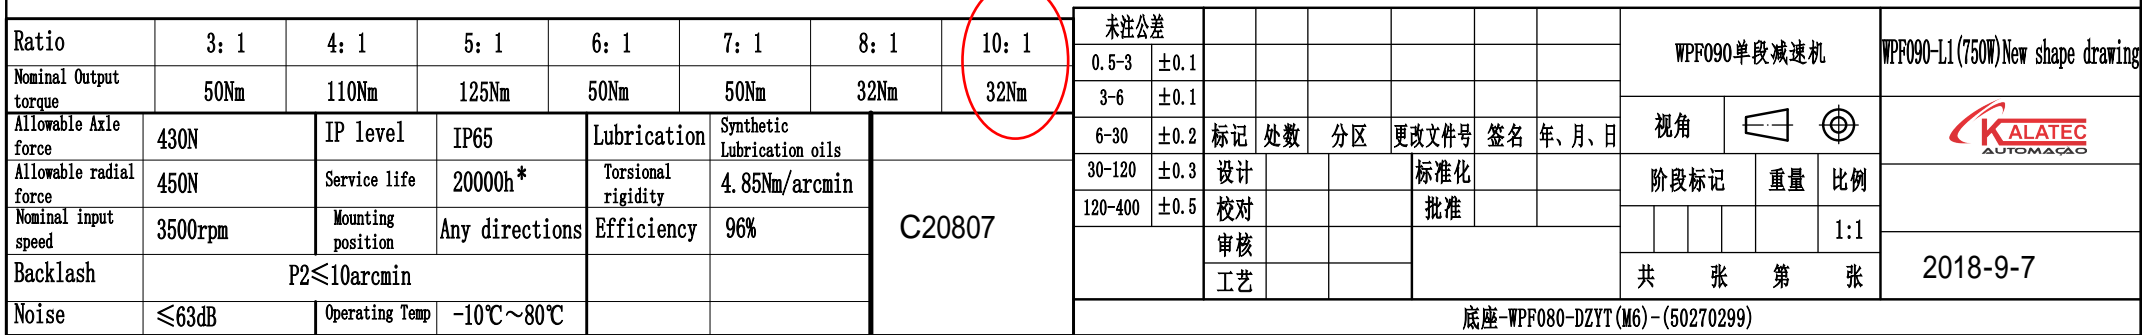 Ratio 3: 1 4: 1 5: 1 6: 1 7: 1 8: 1 10: 1
Nominal Output torque 50Nm 110Nm 125Nm 50Nm 50Nm 32Nm 32Nm
Allowable Axle force 430N IP level IP65 Lubrication Synthetic Lubrication oils
Allowable radial force 450N Service life 20000h* Torsional rigidity 4.85Nm/arcmin
Nominal input speed 3500rpm Mounting position Any directions Efficiency 96%
C20807
Backlash P2≤10arcmin
Noise ≤63dB Operating Temp -10℃~80℃
未注公差
0.5-3 ±0.1
3-6 ±0.1
6-30 ±0.2
30-120 ±0.3
120-400 ±0.5
标记 处数 分区 更改文件号 签名 年、月、日
设计 标准化
校对 批准
审核
工艺
WPF090单段减速机
视角
阶段标记 重量 比例
1:1
共 张 第 张
WPF090-L1(750W)New shape drawing
KALATEC
AUTOMAÇÃO
2018-9-7
底座-WPF080-DZYT(M6)-(50270299)